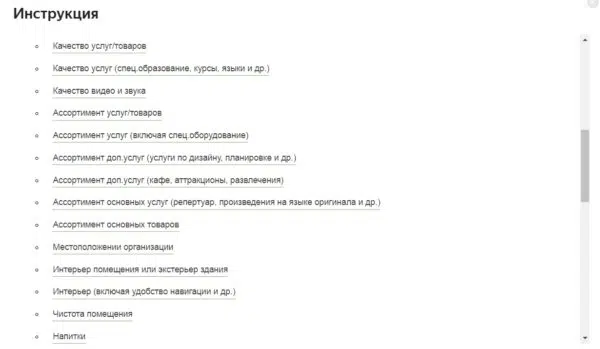 Инструкция
Качество услуг/товаров
Качество услуг (спец.образование, курсы, языки и др.)
Качество видео и звука
Ассортимент услуг/товаров
Ассортимент услуг (включая спец.оборудование)
Ассортимент доп.услуг (услуги по дизайну, планировке и др.)
Ассортимент доп.услуг (кафе, аттракционы, развлечения)
Ассортимент основных услуг (репертуар, произведения на языке оригинала и др.)
Ассортимент основных товаров
Местоположении организации
Интерьер помещения или экстерьер здания
Интерьер (включая удобство навигации и др.)
Чистота помещения
Напитки